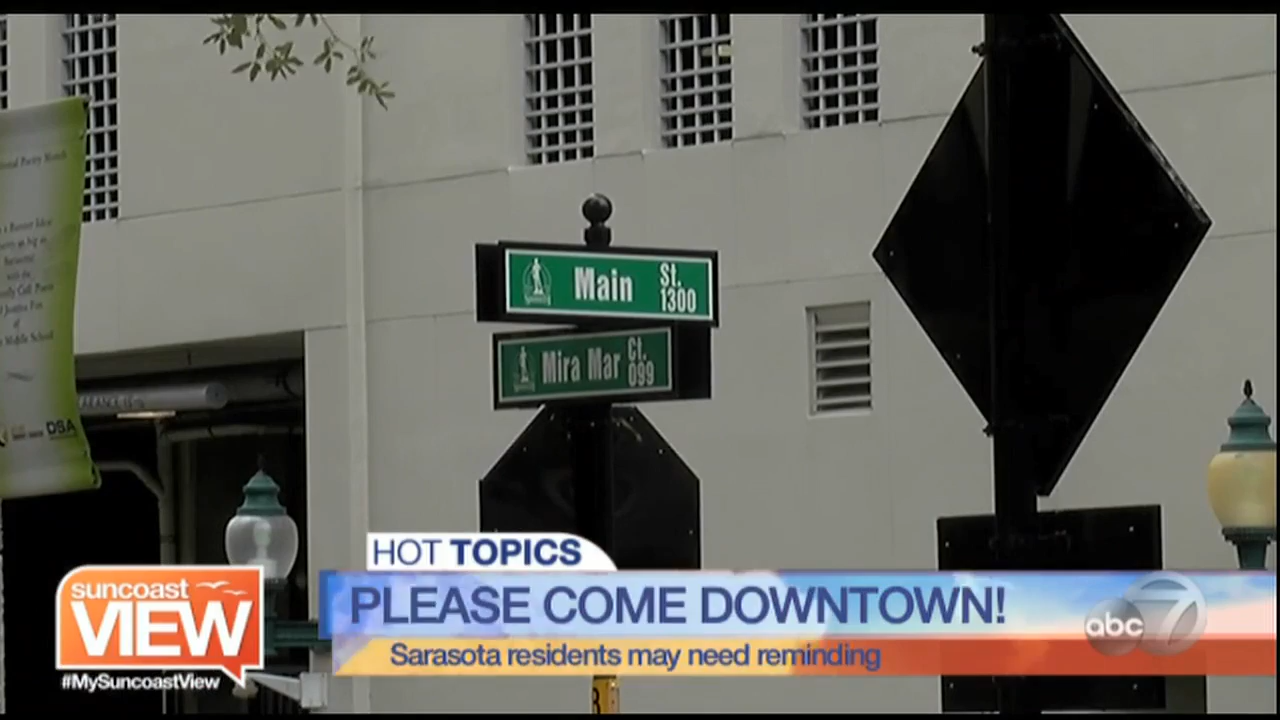 Main St.
1300
Mira Mar Ct.
099
DSA
HOT TOPICS
PLEASE COME DOWNTOWN!
Sarasota residents may need reminding
suncoast
VIEW
#MySuncoastView
abc 7